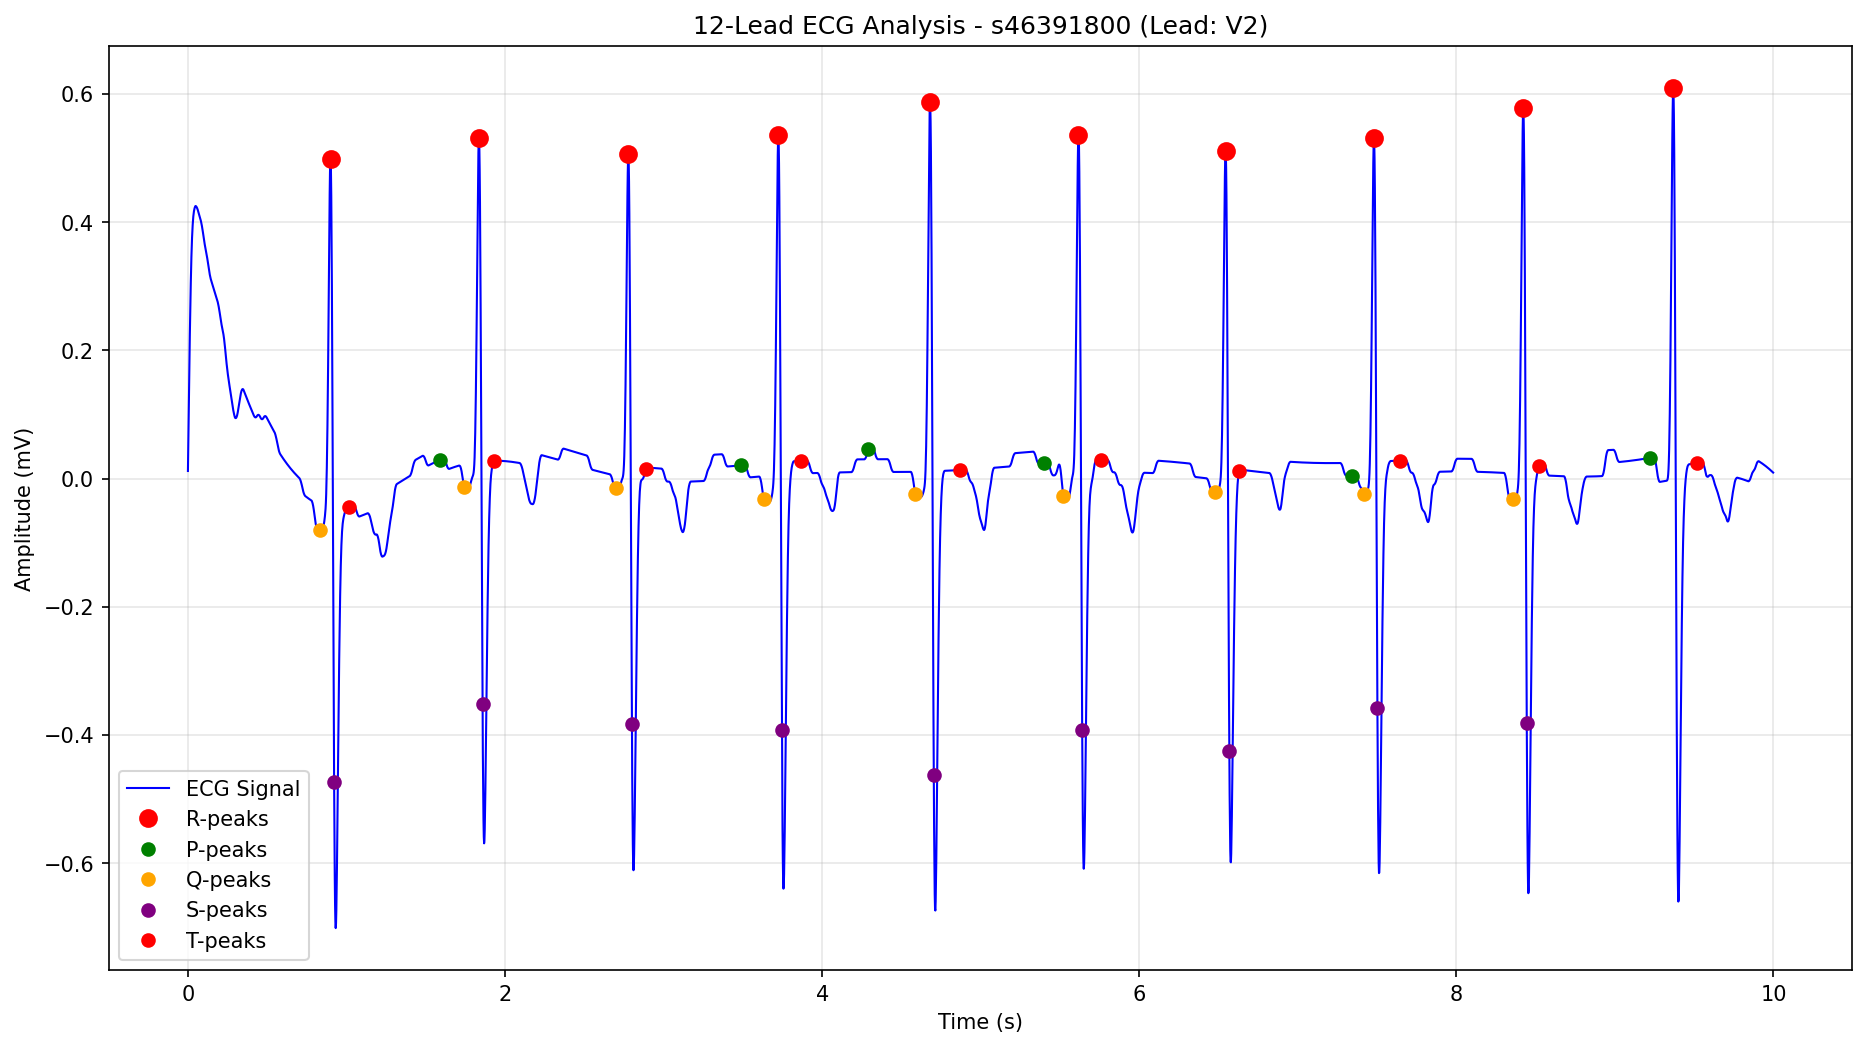 12-Lead ECG Analysis - s46391800 (Lead: V2)
Amplitude (mV)
0.6
0.4
0.2
0.0
−0.2
−0.4
−0.6
ECG Signal
R-peaks
P-peaks
Q-peaks
S-peaks
T-peaks
0 2 4 6 8 10
Time (s)